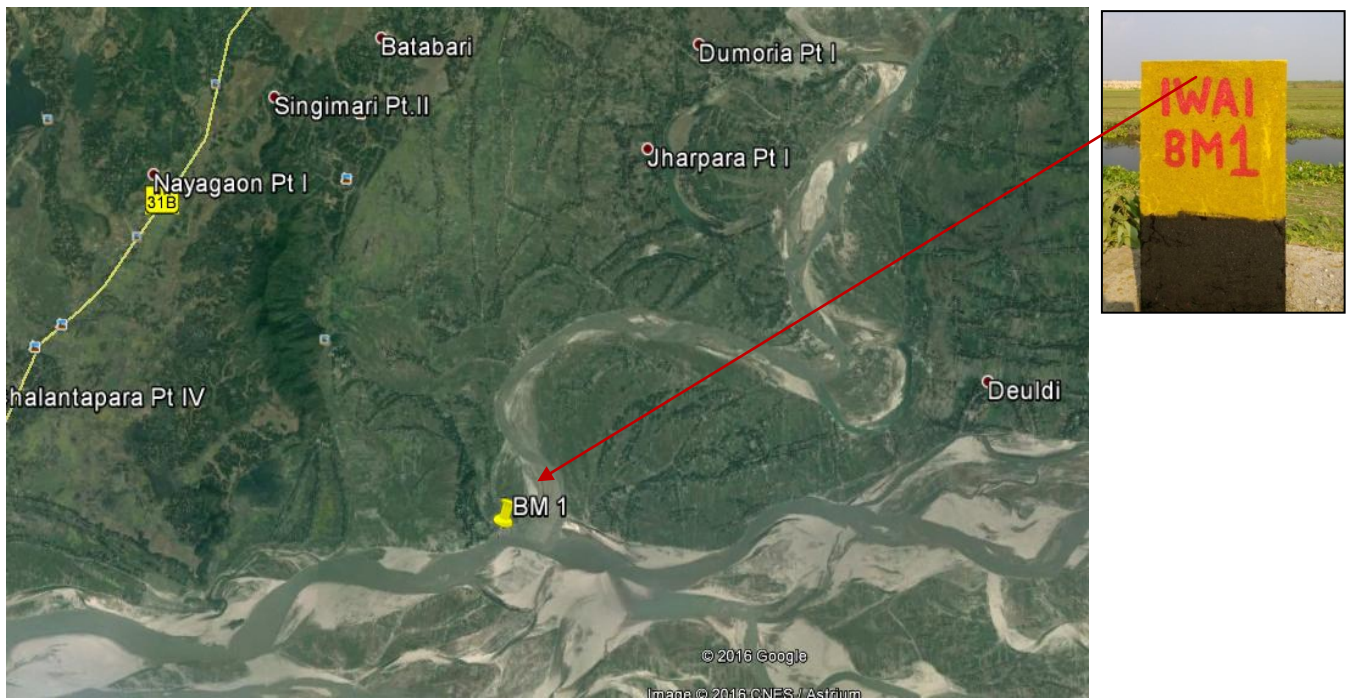 Batabari
Dumoria Pt I
Singimari Pt.II
Jharpara Pt I
Nayagaon Pt I
31B
halantapara Pt IV
Deuldi
BM 1
© 2016 Google
Image © 2016 CNES / Astrium
IWAI
BM1